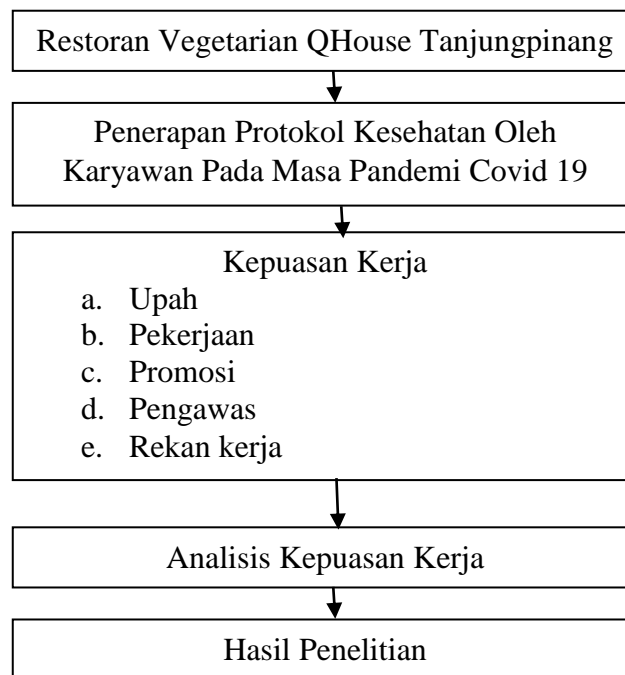 Restoran Vegetarian QHouse Tanjungpinang
Penerapan Protokol Kesehatan Oleh
Karyawan Pada Masa Pandemi Covid 19
Kepuasan Kerja
a. Upah
b. Pekerjaan
c. Promosi
d. Pengawas
e. Rekan kerja
Analisis Kepuasan Kerja
Hasil Penelitian